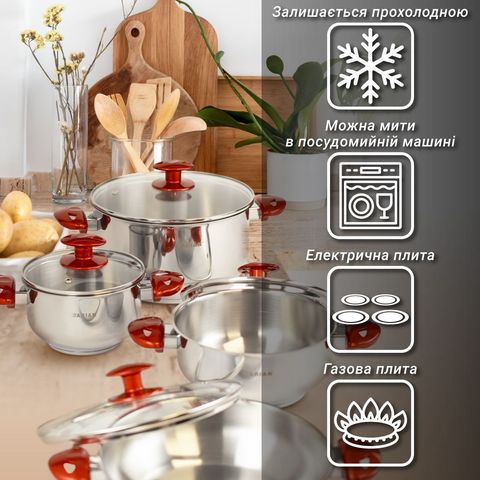 Залишається прохолодною
Можна мити
в посудомийній машині
Електрична плита
Газова плита